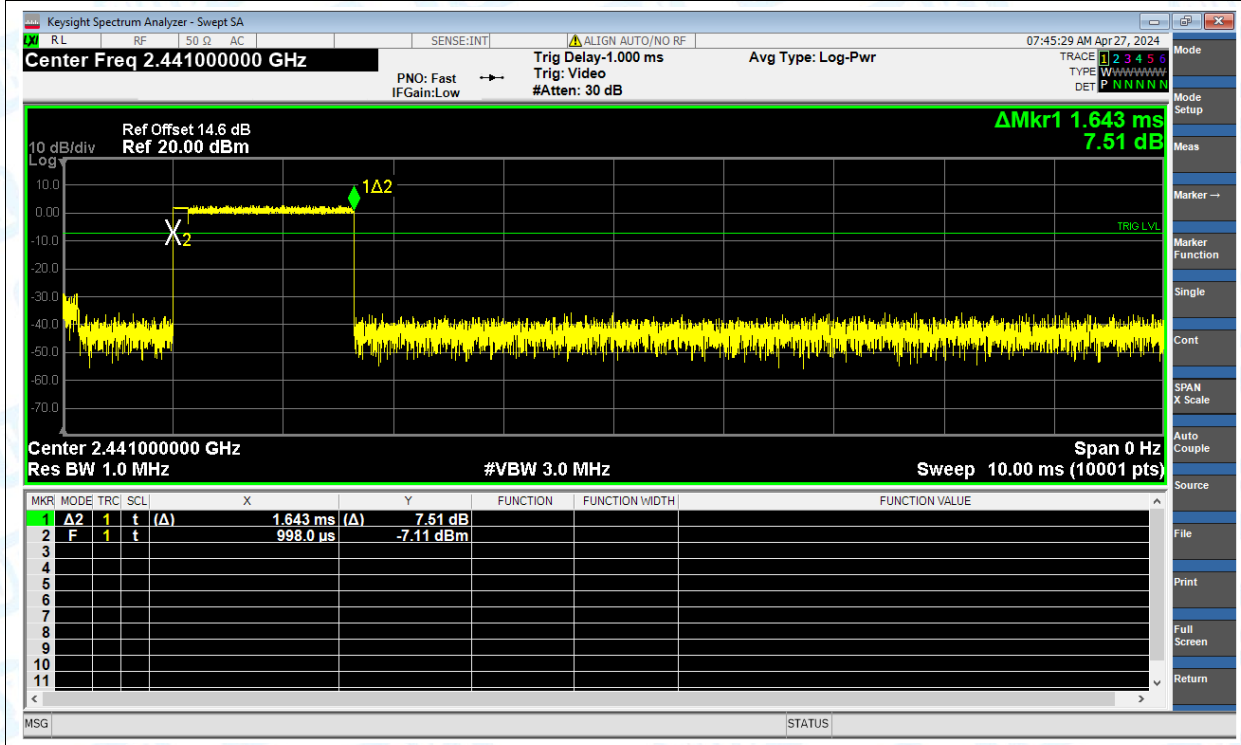 Keysight Spectrum Analyzer - Swept SA
LXI RL RF 50 Ω AC SENSE:INT ALIGN AUTO/NO RF 07:45:29 AM Apr 27, 2024
Center Freq 2.441000000 GHz
PNO: Fast
IFGain:Low
Trig Delay-1.000 ms
Trig: Video
#Atten: 30 dB
Avg Type: Log-Pwr
TRACE 1 2 3 4 5 6
TYPE WWWWWW
DET P N N N N N
ΔMkr1 1.643 ms
7.51 dB
Ref Offset 14.6 dB
10 dB/div Ref 20.00 dBm
Log
10.0
0.00
-10.0
-20.0
-30.0
-40.0
-50.0
-60.0
-70.0
1Δ2
X2
TRIG LVL
Center 2.441000000 GHz Span 0 Hz
Res BW 1.0 MHz #VBW 3.0 MHz Sweep 10.00 ms (10001 pts)
MKR MODE TRC SCL X Y FUNCTION FUNCTION WIDTH FUNCTION VALUE
1 Δ2 1 t (Δ) 1.643 ms (Δ) 7.51 dB
2 F 1 t 998.0 µs -7.11 dBm
3
4
5
6
7
8
9
10
11
MSG STATUS
Mode
Mode
Setup
Meas
Marker→
Marker
Function
Single
Cont
SPAN
X Scale
Auto
Couple
Source
File
Print
Full
Screen
Return